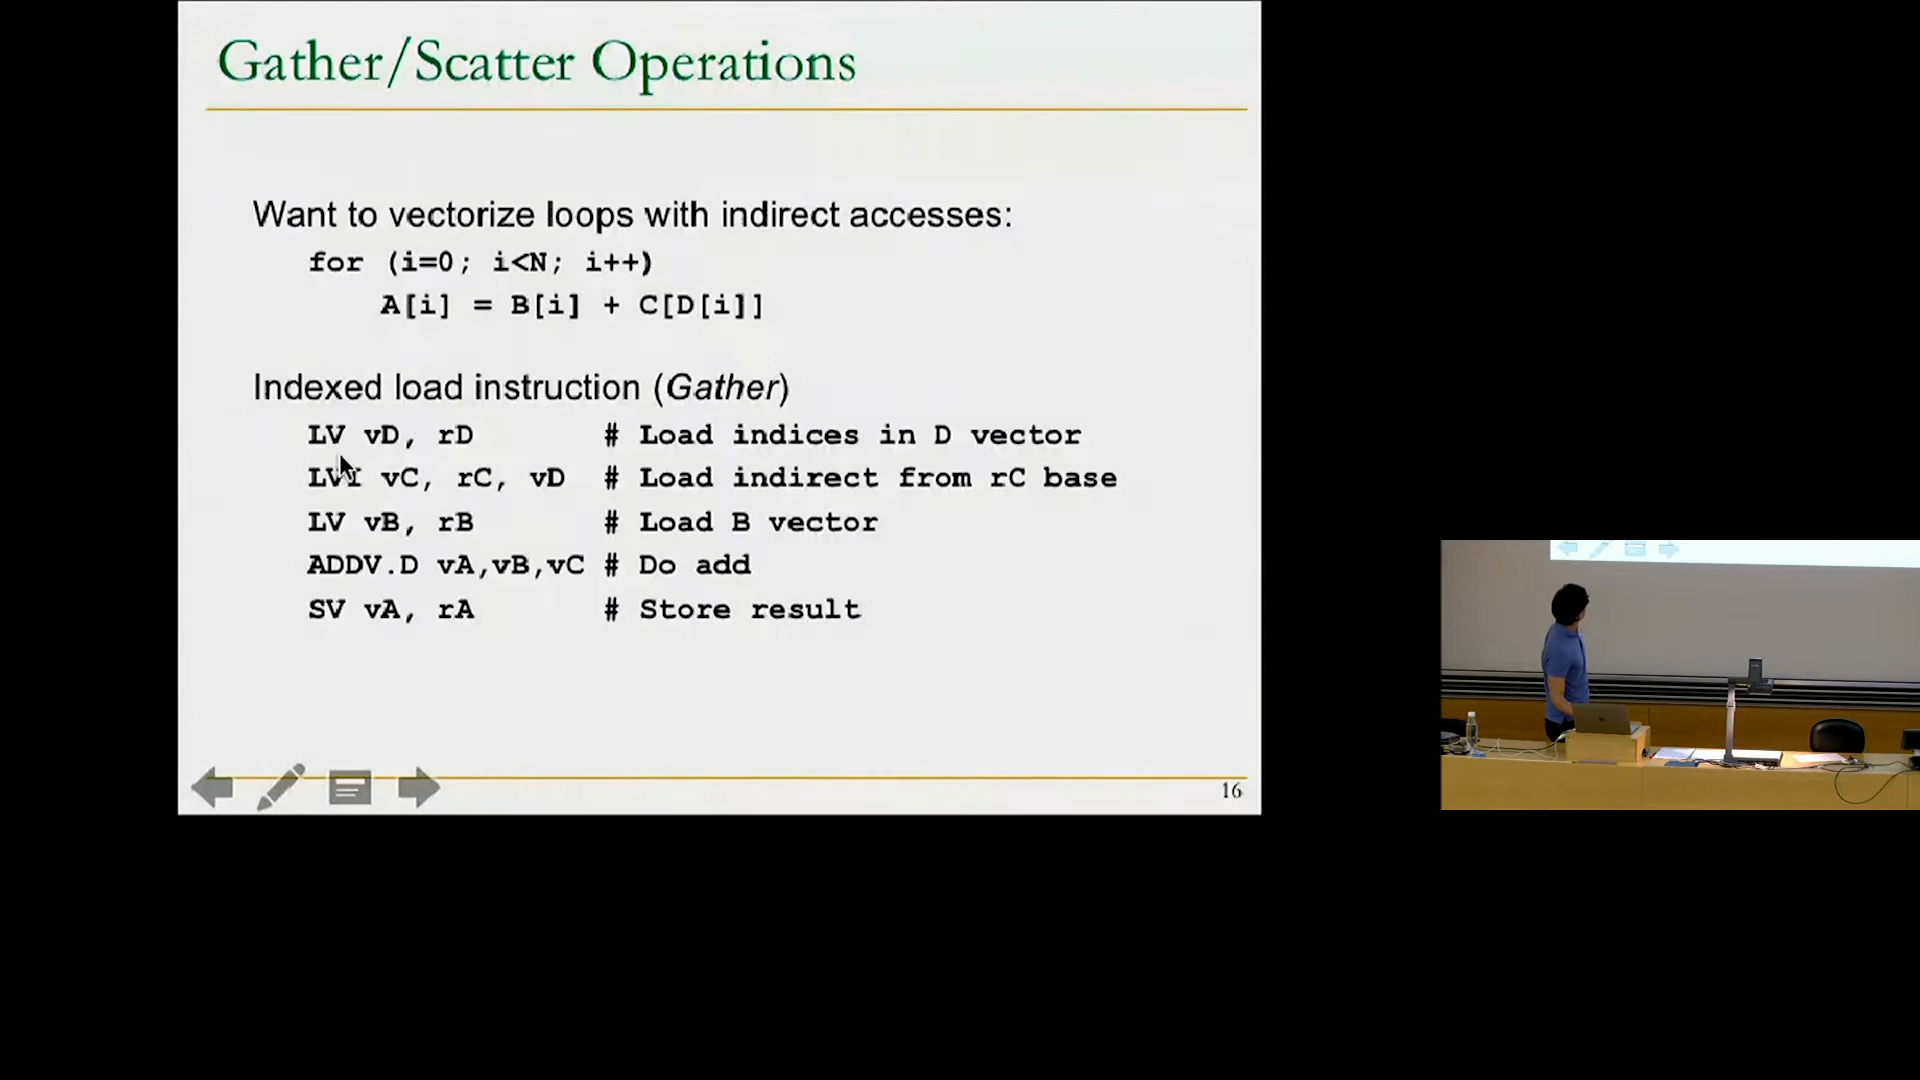 Gather/Scatter Operations
Want to vectorize loops with indirect accesses:
for (i=0; i<N; i++)
A[i] = B[i] + C[D[i]]
Indexed load instruction (Gather)
LV vD, rD # Load indices in D vector
LVI vC, rC, vD # Load indirect from rC base
LV vB, rB # Load B vector
ADDV.D vA,vB,vC # Do add
SV vA, rA # Store result
16